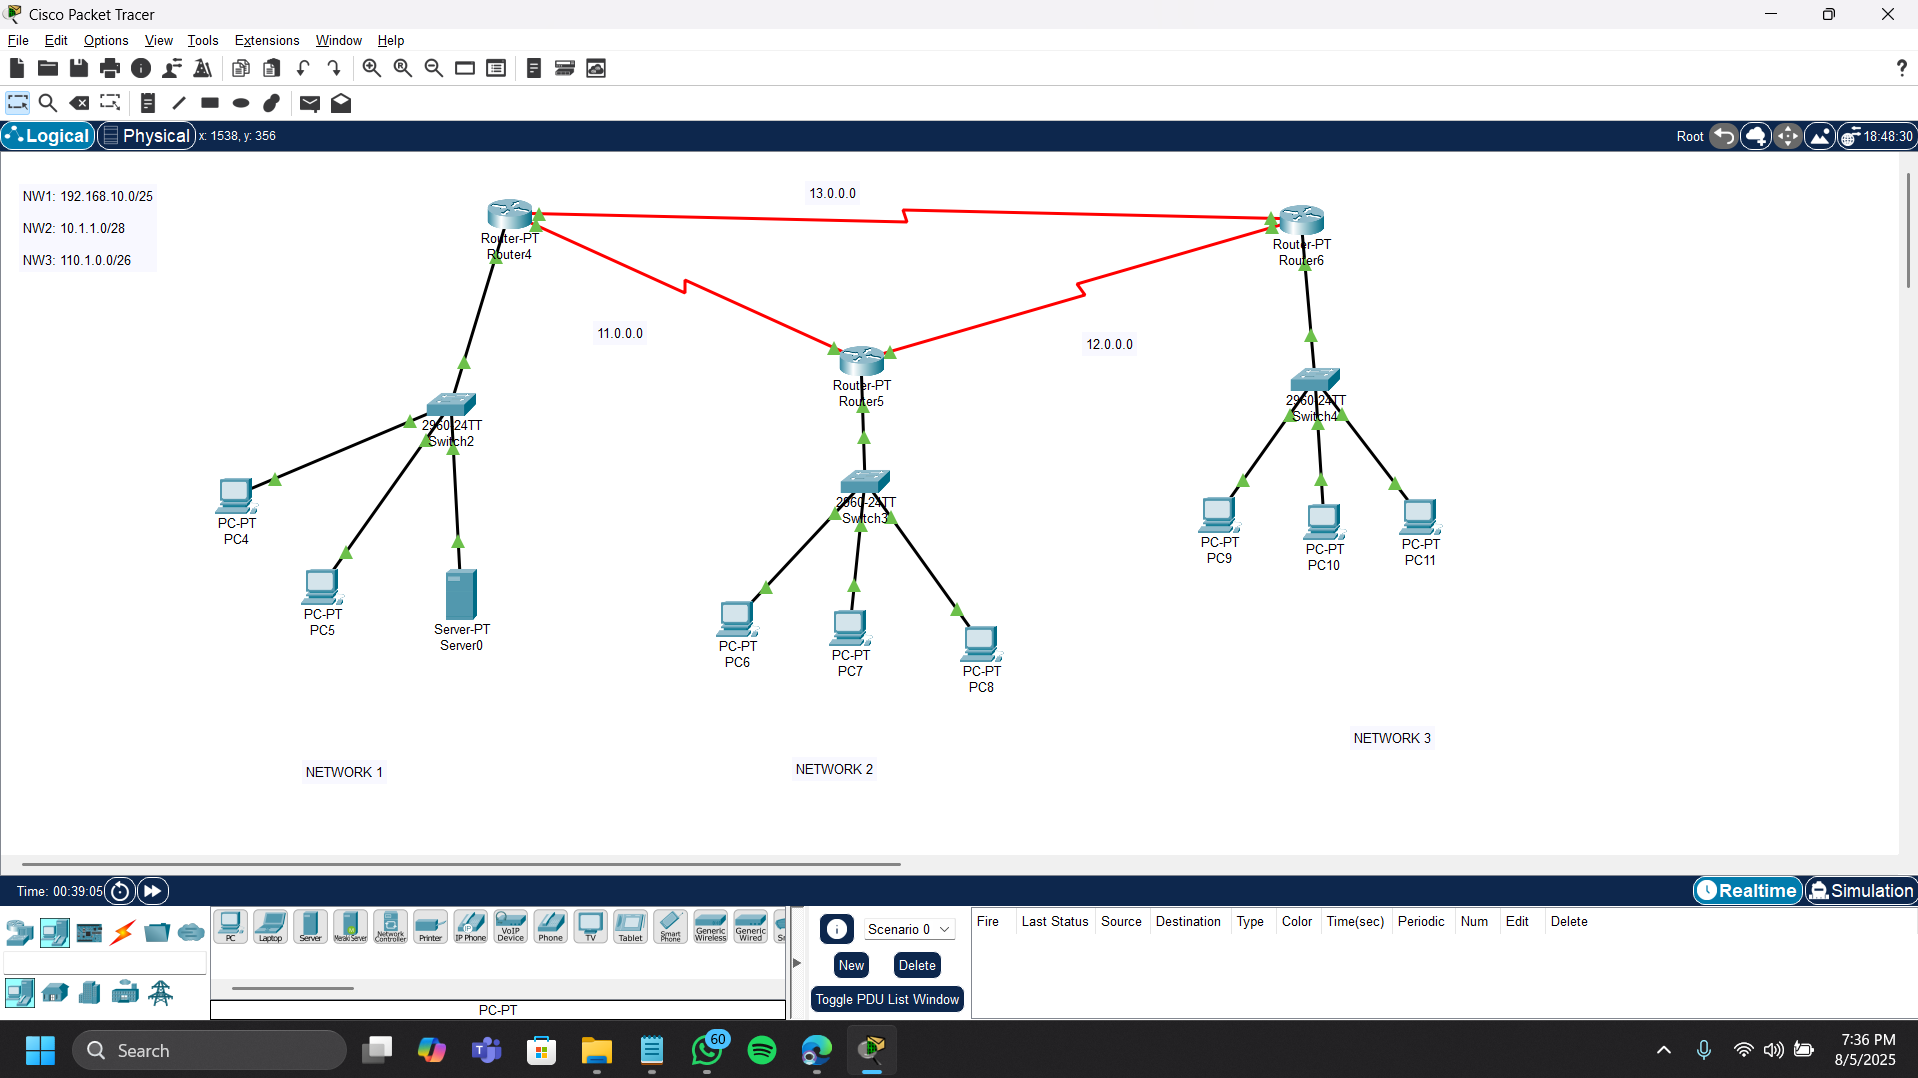 Cisco Packet Tracer
File Edit Options View Tools Extensions Window Help
?
Logical Physical x: 1538, y: 356 Root 18:48:30
NW1: 192.168.10.0/25
NW2: 10.1.1.0/28
NW3: 110.1.0.0/26
13.0.0.0
Router-PT
Router4
Router-PT
Router6
11.0.0.0
12.0.0.0
Router-PT
Router5
2960-24TT
Switch2
2960-24TT
Switch4
2960-24TT
Switch3
PC-PT
PC4
PC-PT
PC5
Server-PT
Server0
PC-PT
PC6
PC-PT
PC7
PC-PT
PC8
PC-PT
PC9
PC-PT
PC10
PC-PT
PC11
NETWORK 1
NETWORK 2
NETWORK 3
Time: 00:39:05 Realtime Simulation
PC Laptop Server Meraki Server Network Controller Printer IP Phone VoIP Device Phone TV Tablet Smart Phone Generic Wireless Generic Wired
PC-PT
Scenario 0
New Delete
Toggle PDU List Window
Fire Last Status Source Destination Type Color Time(sec) Periodic Num Edit Delete
Search
60
7:36 PM
8/5/2025